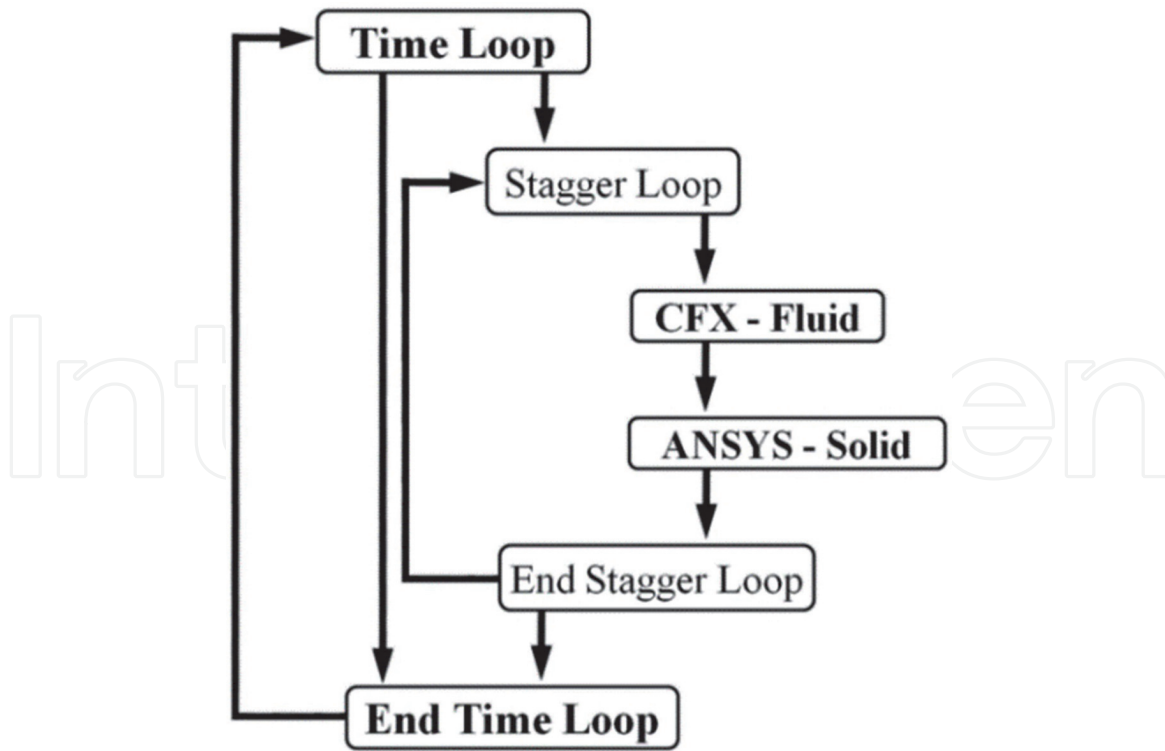 Time Loop
Stagger Loop
CFX - Fluid
ANSYS - Solid
End Stagger Loop
End Time Loop